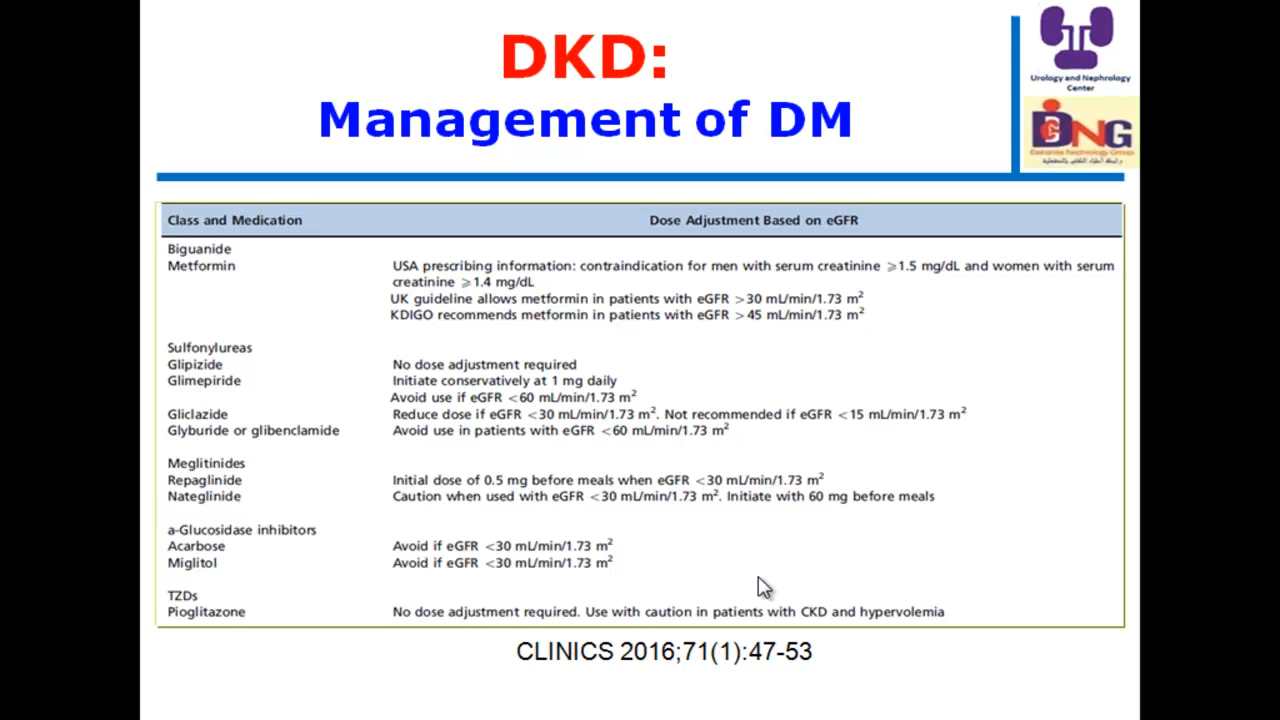 DKD:
Management of DM
Urology and Nephrology
Center
DNG
Nephrology Group
Class and Medication Dose Adjustment Based on eGFR
Biguanide
Metformin USA prescribing information: contraindication for men with serum creatinine ⩾1.5 mg/dL and women with serum
creatinine ⩾1.4 mg/dL
UK guideline allows metformin in patients with eGFR >30 mL/min/1.73 m²
KDIGO recommends metformin in patients with eGFR >45 mL/min/1.73 m²
Sulfonylureas
Glipizide No dose adjustment required
Glimepiride Initiate conservatively at 1 mg daily
Avoid use if eGFR <60 mL/min/1.73 m²
Gliclazide Reduce dose if eGFR <30 mL/min/1.73 m². Not recommended if eGFR <15 mL/min/1.73 m²
Glyburide or glibenclamide Avoid use in patients with eGFR <60 mL/min/1.73 m²
Meglitinides
Repaglinide Initial dose of 0.5 mg before meals when eGFR <30 mL/min/1.73 m²
Nateglinide Caution when used with eGFR <30 mL/min/1.73 m². Initiate with 60 mg before meals
a-Glucosidase inhibitors
Acarbose Avoid if eGFR <30 mL/min/1.73 m²
Miglitol Avoid if eGFR <30 mL/min/1.73 m²
TZDs
Pioglitazone No dose adjustment required. Use with caution in patients with CKD and hypervolemia
CLINICS 2016;71(1):47-53